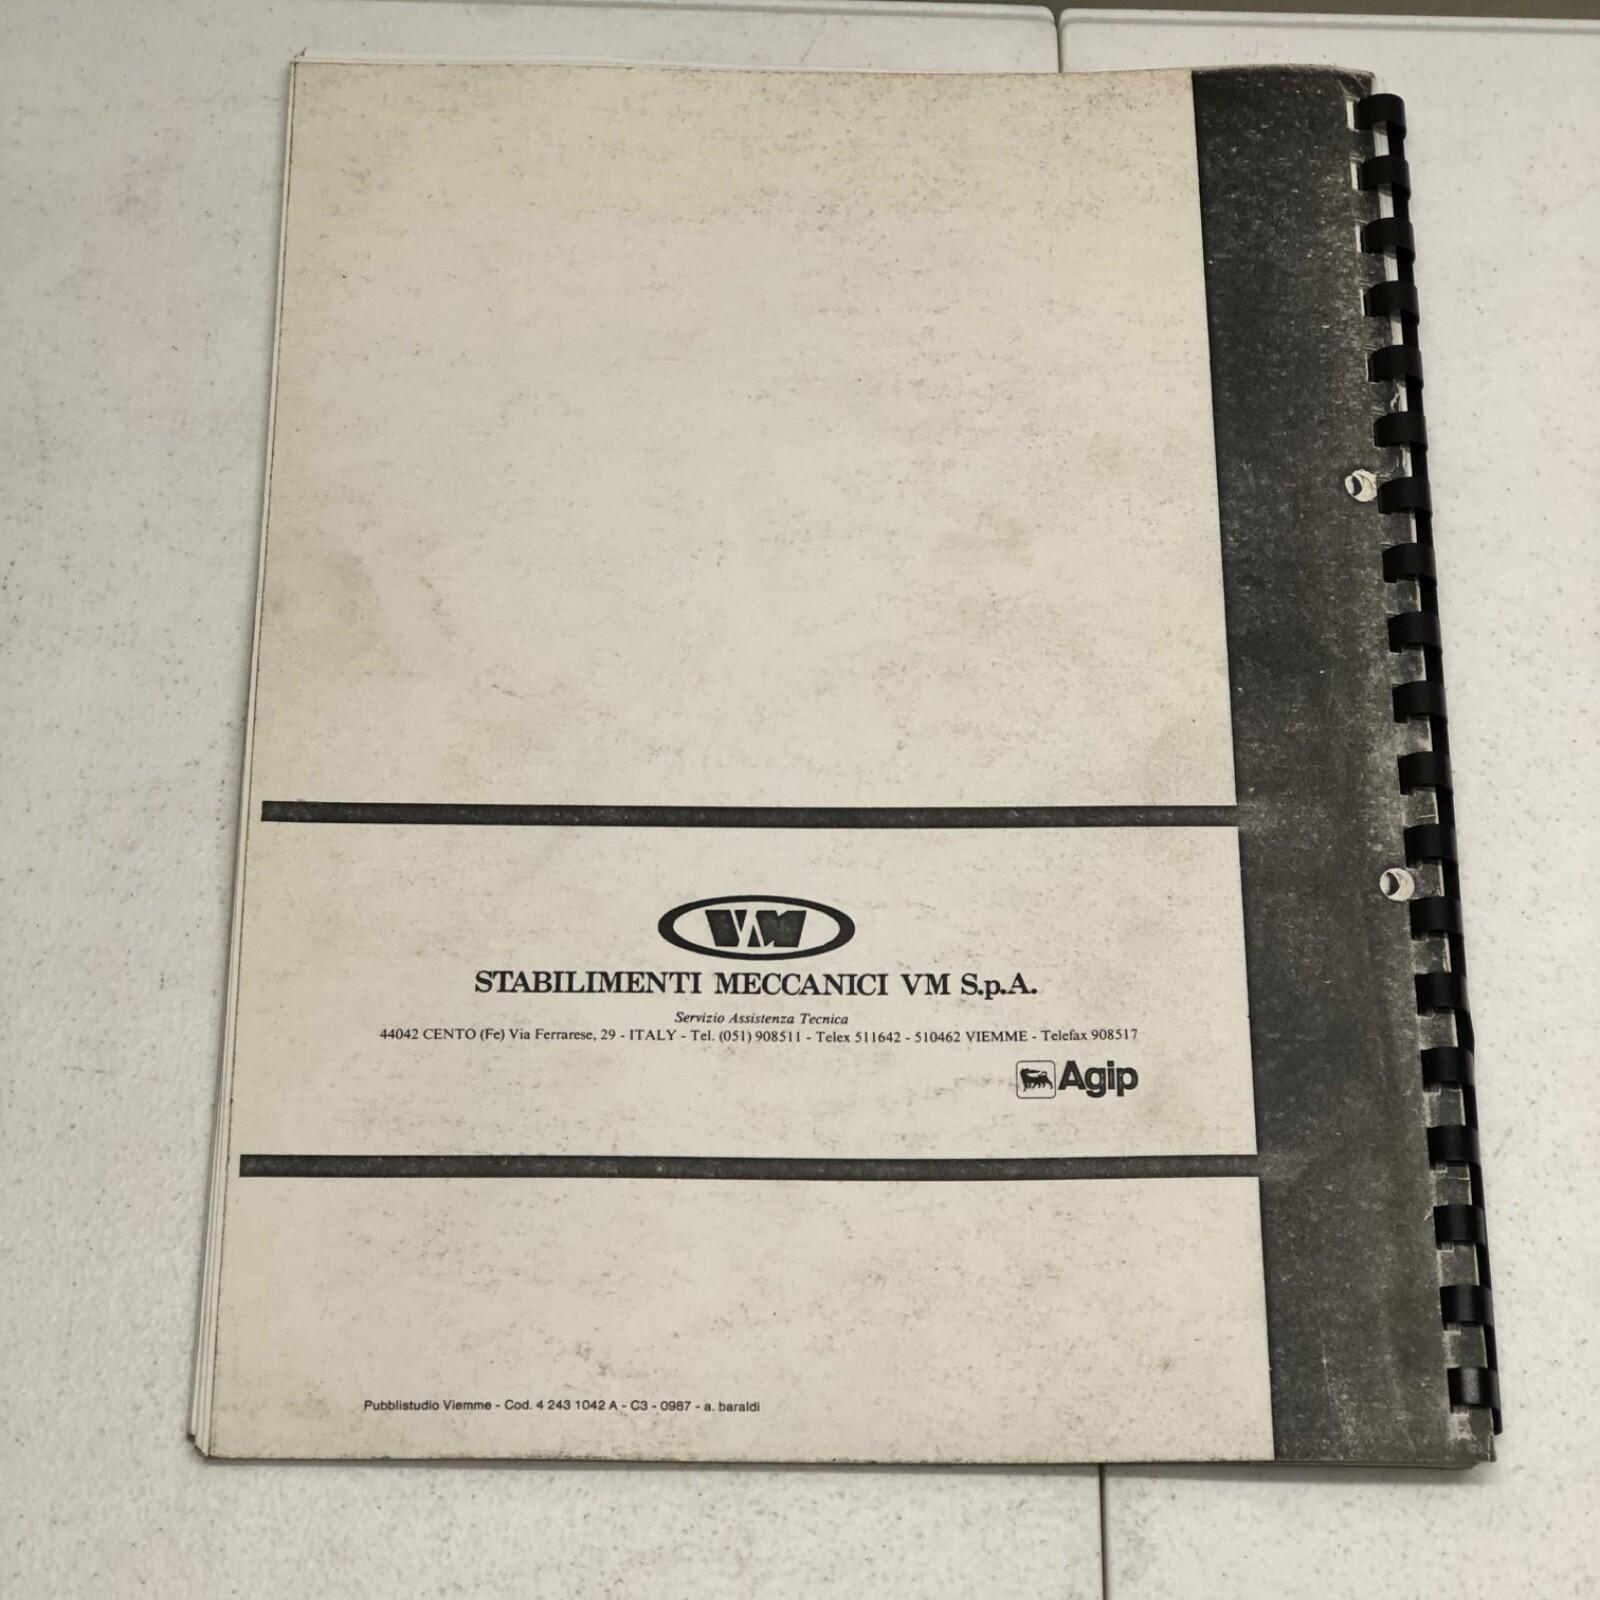 VM
STABILIMENTI MECCANICI VM S.p.A.
Servizio Assistenza Tecnica
44042 CENTO (Fe) Via Ferrarese, 29 - ITALY - Tel. (051) 908511 - Telex 511642 - 510462 VIEMME - Telefax 908517
Agip
Pubblistudio Viemme - Cod. 4 243 1042 A - C3 - 0987 - a. baraldi